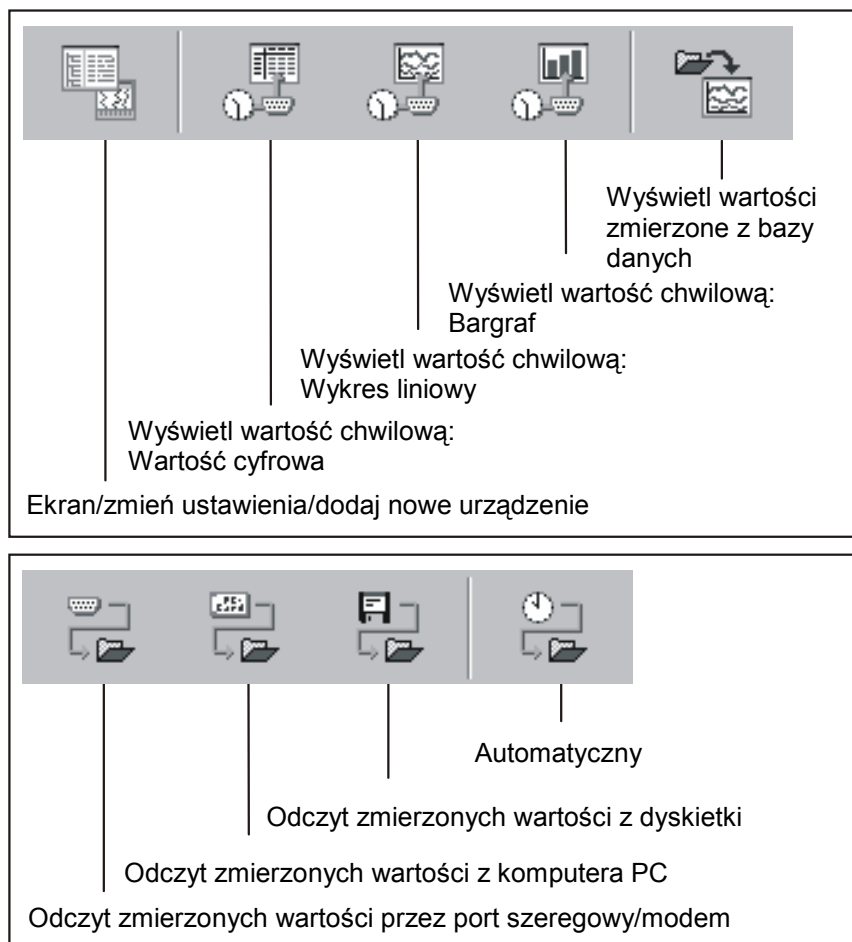 Wyświetl wartości
zmierzone z bazy
danych
Wyświetl wartość chwilową:
Bargraf
Wyświetl wartość chwilową:
Wykres liniowy
Wyświetl wartość chwilową:
Wartość cyfrowa
Ekran/zmień ustawienia/dodaj nowe urządzenie
Automatyczny
Odczyt zmierzonych wartości z dyskietki
Odczyt zmierzonych wartości z komputera PC
Odczyt zmierzonych wartości przez port szeregowy/modem